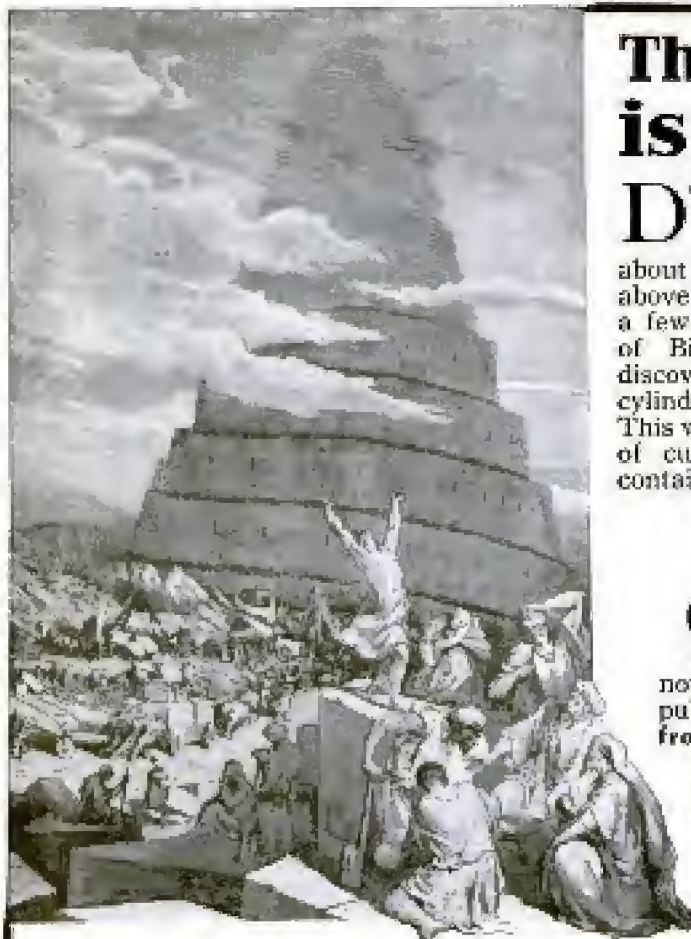 Th
is
D
about
above
a few
of Bi
discov
cylind
This w
of cu
contai
no
pu
fro